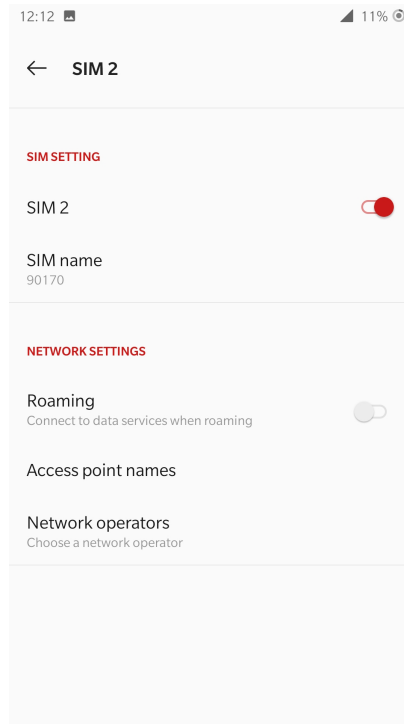 12:12 11%
SIM 2
SIM SETTING
SIM 2
SIM name
90170
NETWORK SETTINGS
Roaming
Connect to data services when roaming
Access point names
Network operators
Choose a network operator